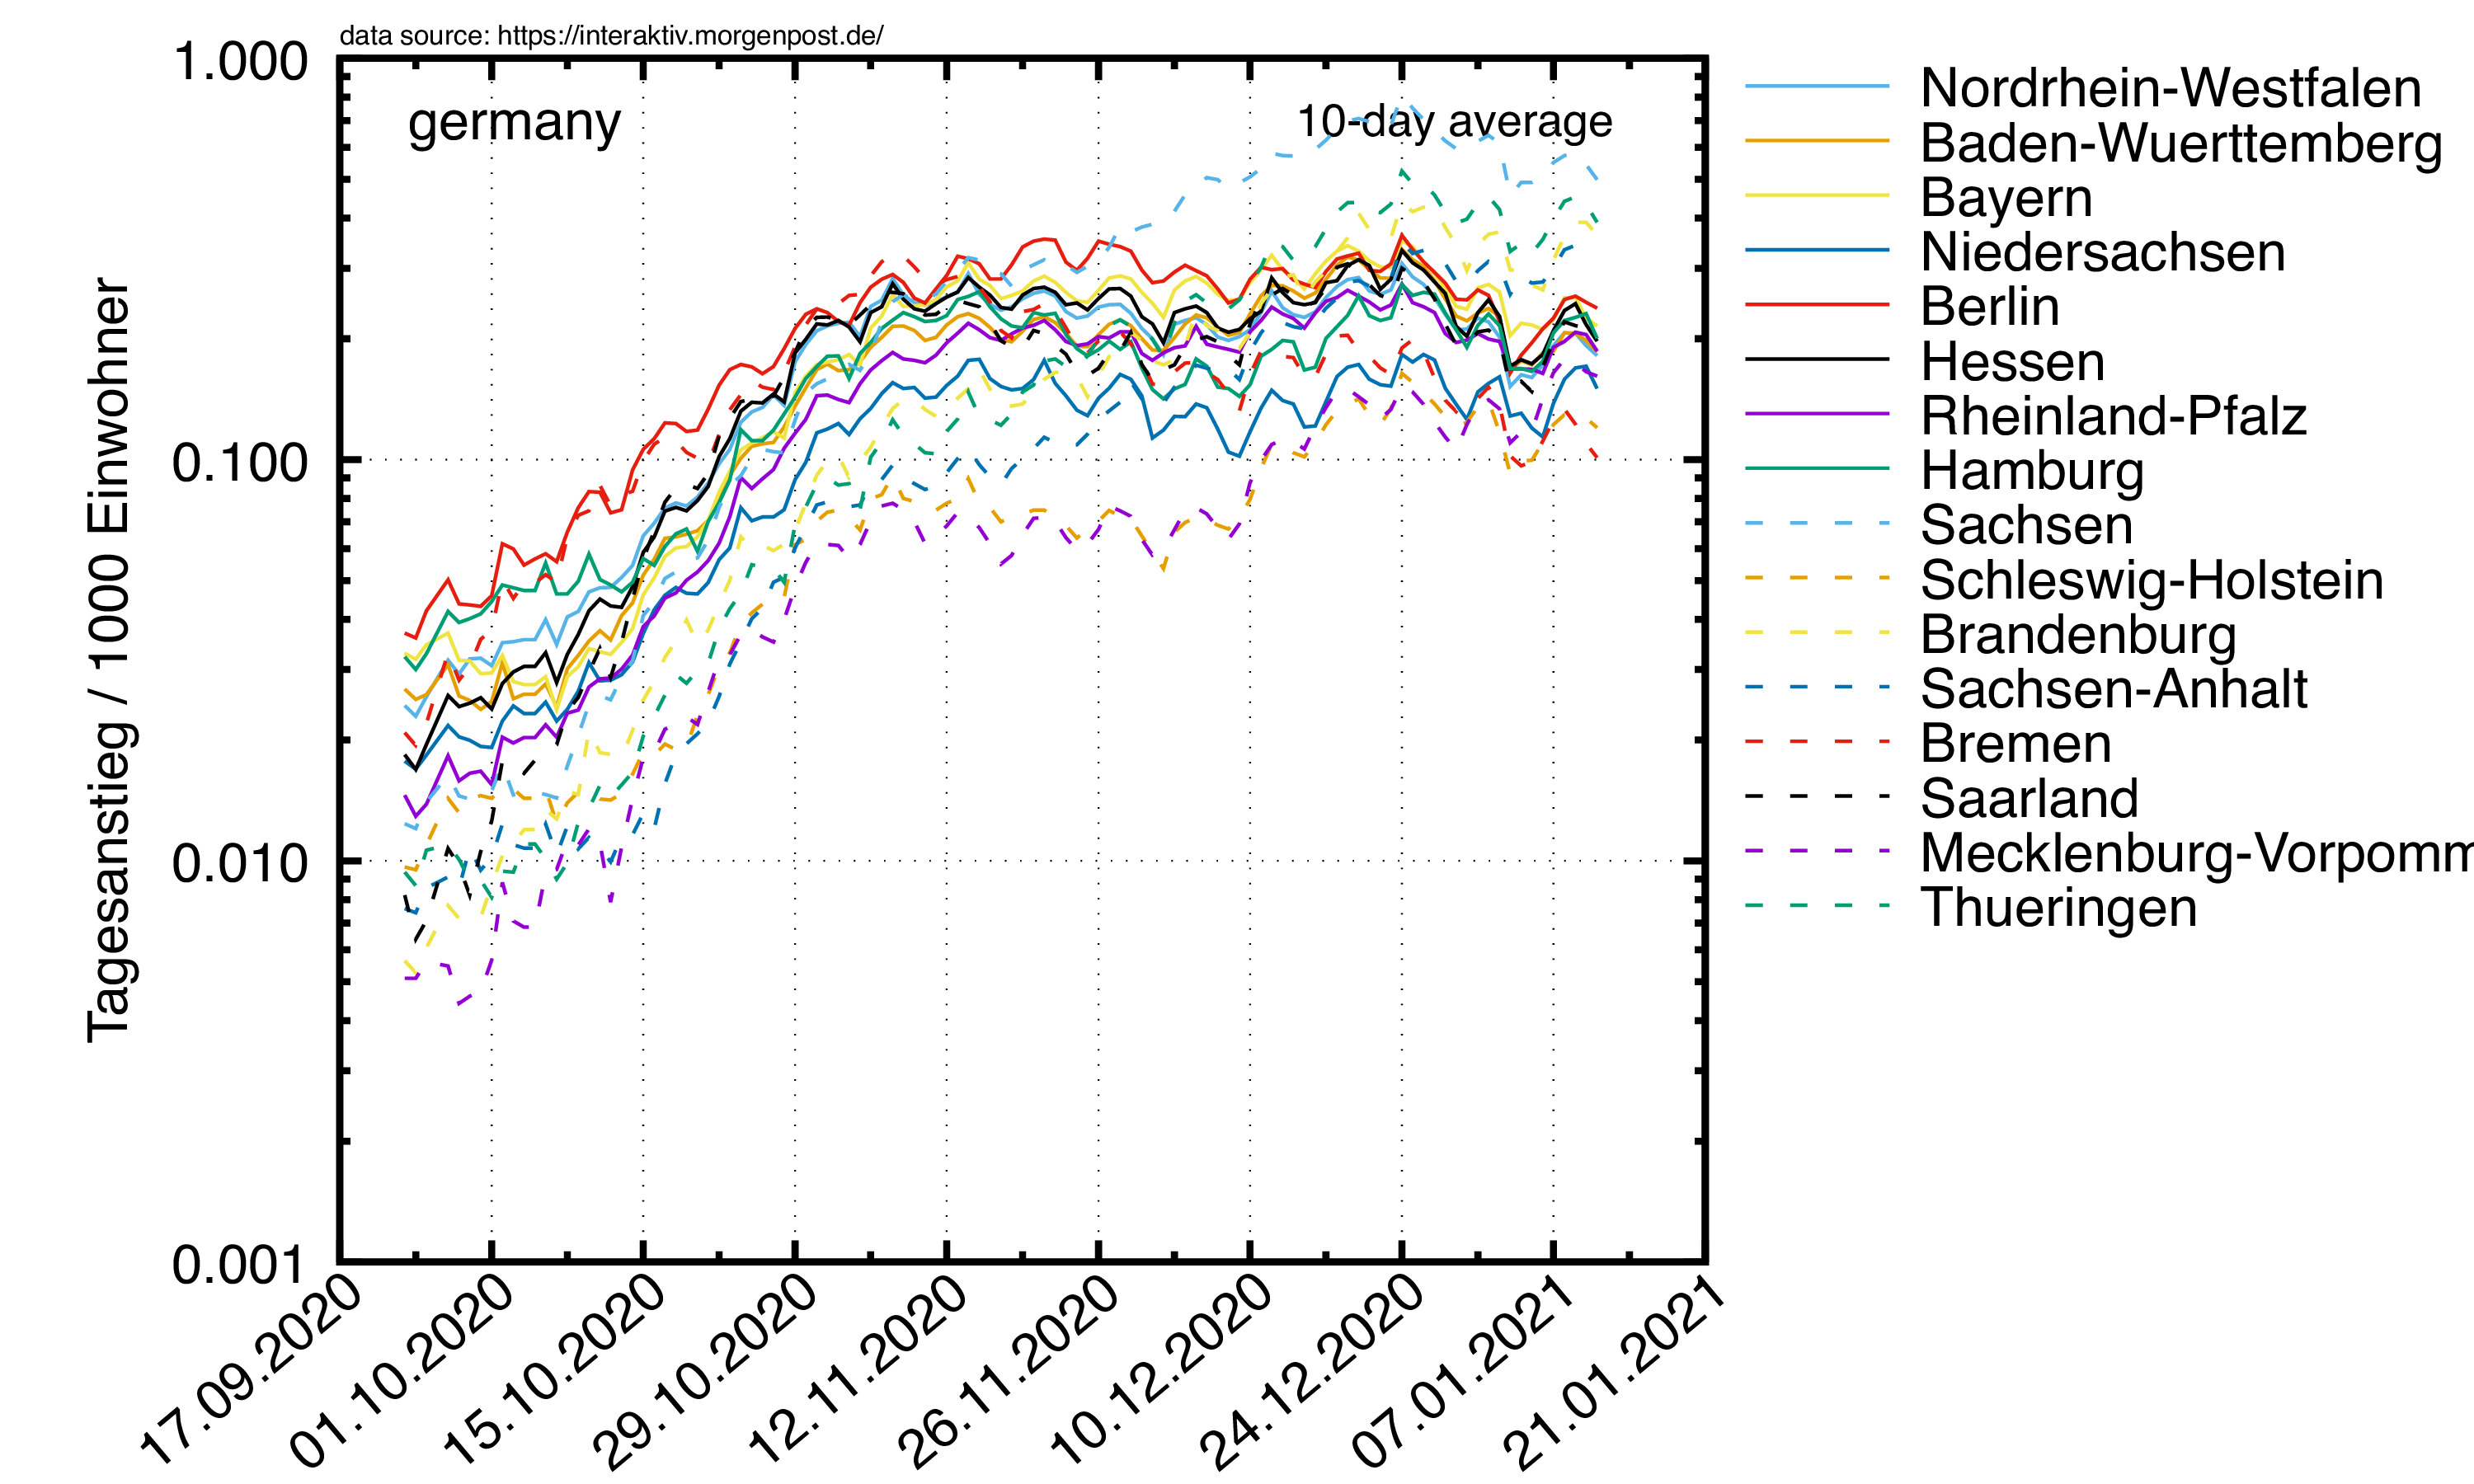 data source: https://interaktiv.morgenpost.de/
1.000
0.100
0.010
0.001
Tagesanstieg / 1000 Einwohner
germany
10-day average
17.09.2020
01.10.2020
15.10.2020
29.10.2020
12.11.2020
26.11.2020
10.12.2020
24.12.2020
07.01.2021
21.01.2021
Nordrhein-Westfalen
Baden-Wuerttemberg
Bayern
Niedersachsen
Berlin
Hessen
Rheinland-Pfalz
Hamburg
Sachsen
Schleswig-Holstein
Brandenburg
Sachsen-Anhalt
Bremen
Saarland
Mecklenburg-Vorpomm
Thueringen